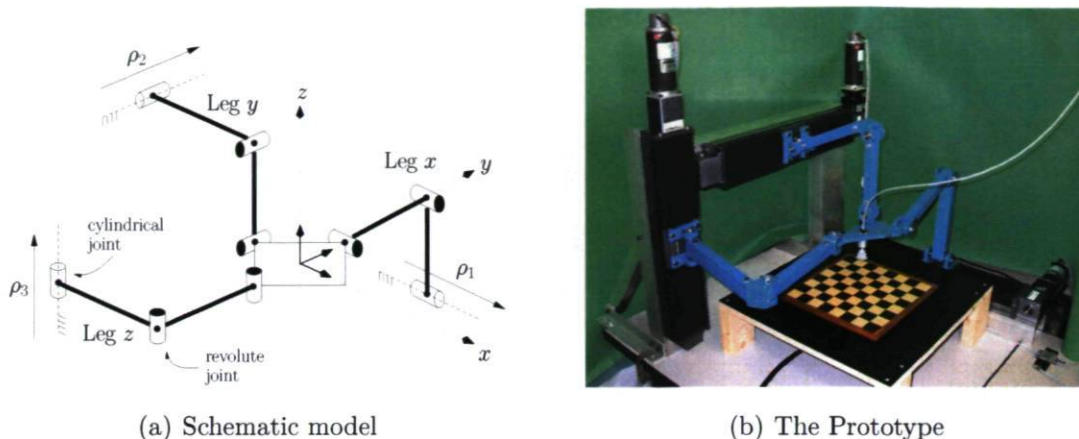 ρ₂
Leg y
z
Leg x
y
cylindrical
joint
ρ₃
ρ₁
Leg z
revolute
joint
x
(a) Schematic model
(b) The Prototype